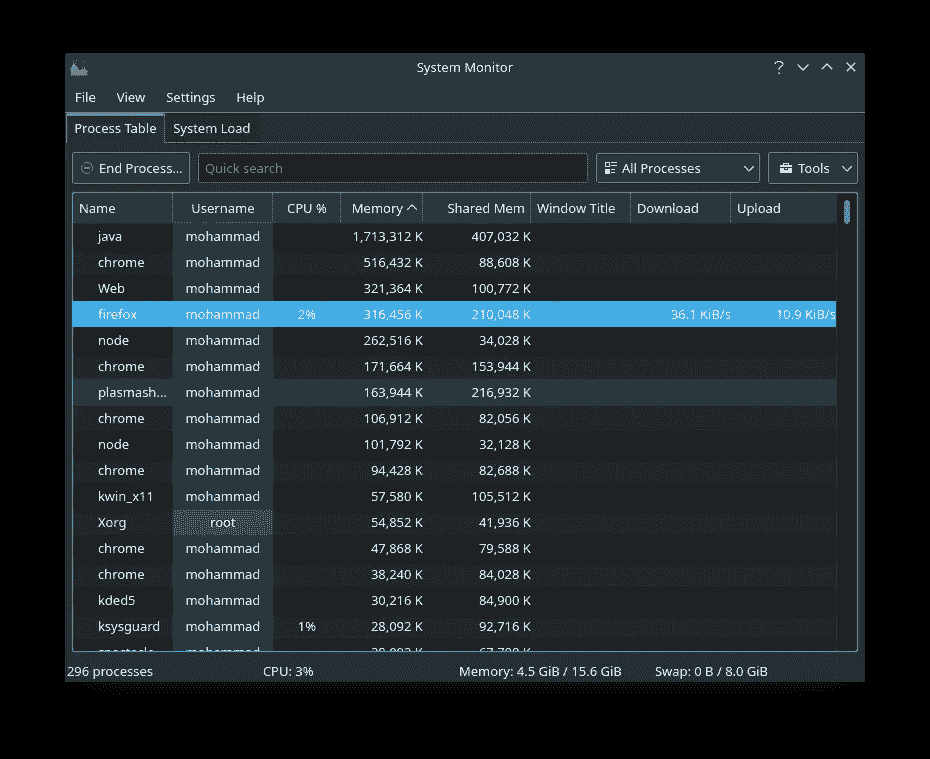 System Monitor
File View Settings Help
Process Table System Load
End Process... Quick search All Processes Tools
Name Username CPU % Memory Shared Mem Window Title Download Upload
java mohammad 1,713,312 K 407,032 K
chrome mohammad 516,432 K 88,608 K
Web mohammad 321,364 K 100,772 K
firefox mohammad 2% 316,456 K 210,048 K 36.1 KiB/s 10.9 KiB/s
node mohammad 262,516 K 34,028 K
chrome mohammad 171,664 K 153,944 K
plasmash... mohammad 163,944 K 216,932 K
chrome mohammad 106,912 K 82,056 K
node mohammad 101,792 K 32,128 K
chrome mohammad 94,428 K 82,688 K
kwin_x11 mohammad 57,580 K 105,512 K
Xorg root 54,852 K 41,936 K
chrome mohammad 47,868 K 79,588 K
chrome mohammad 38,240 K 84,028 K
kded5 mohammad 30,216 K 84,900 K
ksysguard mohammad 1% 28,092 K 92,716 K
mohammad
296 processes CPU: 3% Memory: 4.5 GiB / 15.6 GiB Swap: 0 B / 8.0 GiB